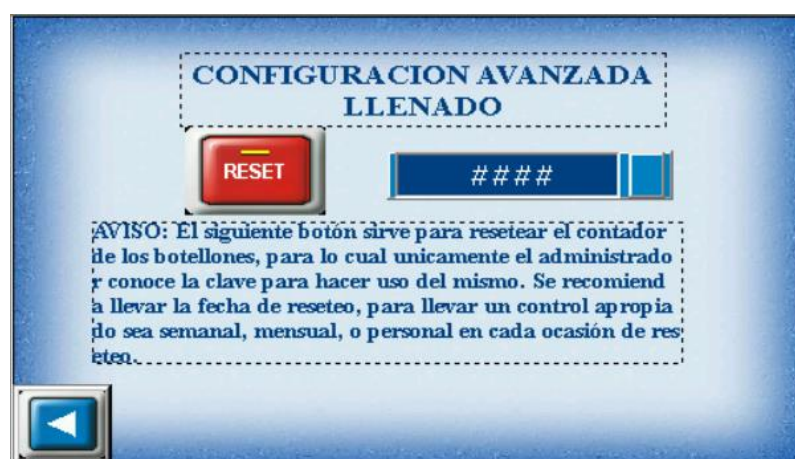 CONFIGURACION AVANZADA
LLENADO
RESET
####
AVISO: El siguiente botón sirve para resetear el contador
de los botellones, para lo cual unicamente el administrado
r conoce la clave para hacer uso del mismo. Se recomiend
a llevar la fecha de reseteo, para llevar un control apropia
do sea semanal, mensual, o personal en cada ocasión de res
eteo.